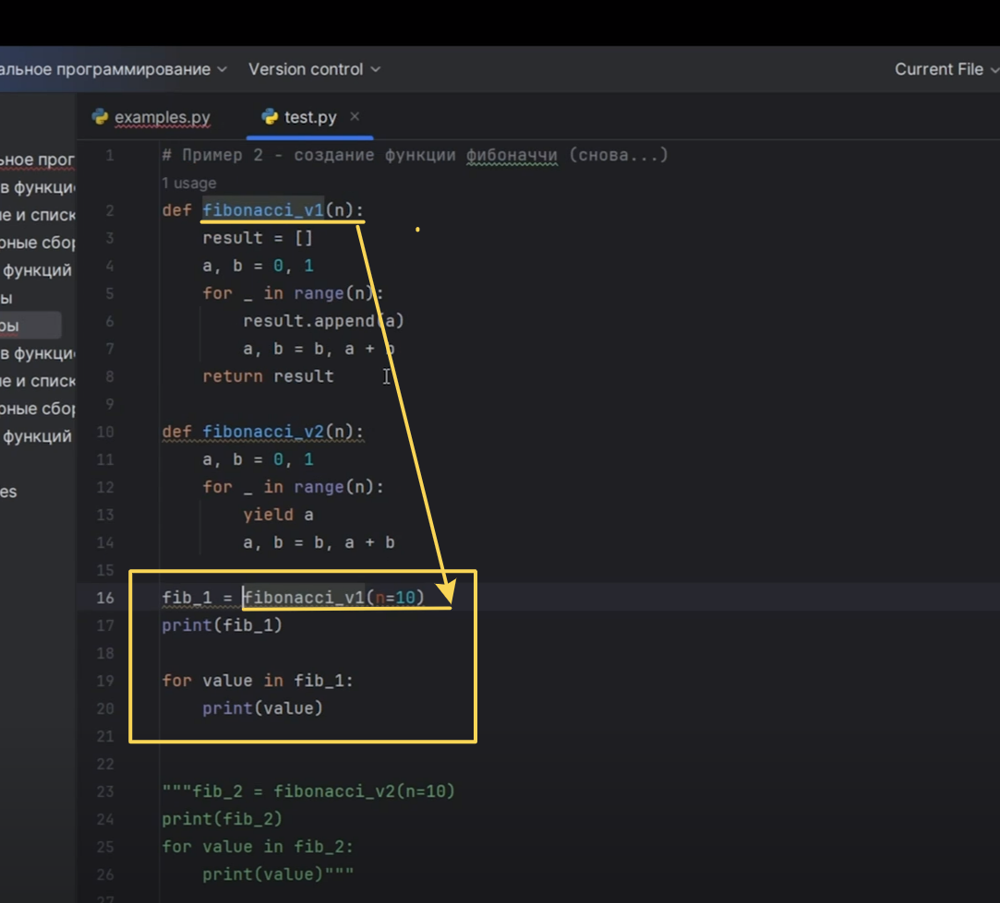 альное программирование Version control Current File
examples.py test.py
ьное прог
в функци
ие и списк
рные сбор
функций
ы
ры
в функци
ие и списк
рные сбор
функций
es
1 # Пример 2 - создание функции фибоначчи (снова...)
1 usage
2 def fibonacci_v1(n):
3 result = []
4 a, b = 0, 1
5 for _ in range(n):
6 result.append(a)
7 a, b = b, a + b
8 return result
9
10 def fibonacci_v2(n):
11 a, b = 0, 1
12 for _ in range(n):
13 yield a
14 a, b = b, a + b
15
16 fib_1 = fibonacci_v1(n=10)
17 print(fib_1)
18
19 for value in fib_1:
20 print(value)
21
22
23 """fib_2 = fibonacci_v2(n=10)
24 print(fib_2)
25 for value in fib_2:
26 print(value)"""
27